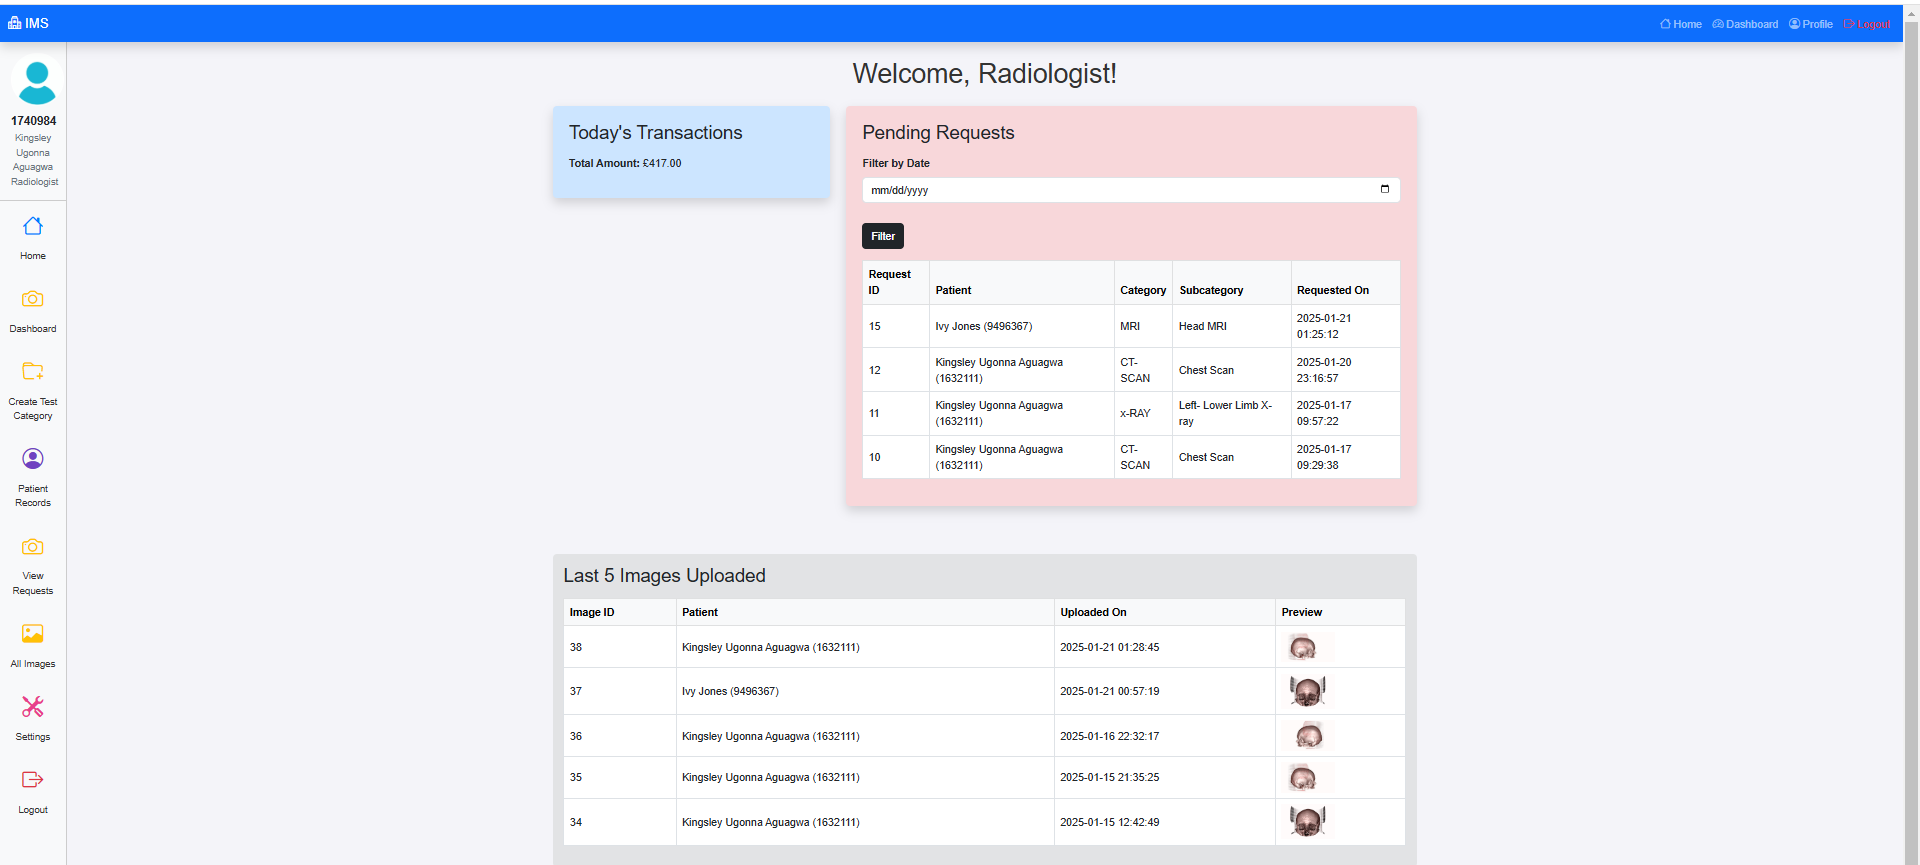 IMS
Home Dashboard Profile Logout
1740984
Kingsley
Ugonna
Aguagwa
Radiologist
Home
Dashboard
Create Test
Category
Patient
Records
View
Requests
All Images
Settings
Logout
Welcome, Radiologist!
Today's Transactions
Total Amount: £417.00
Pending Requests
Filter by Date
mm/dd/yyyy
Filter
Request
ID Patient Category Subcategory Requested On
15 Ivy Jones (9496367) MRI Head MRI 2025-01-21
01:25:12
12 Kingsley Ugonna Aguagwa CT- Chest Scan 2025-01-20
(1632111) SCAN 23:16:57
11 Kingsley Ugonna Aguagwa x-RAY Left- Lower Limb X- 2025-01-17
(1632111) ray 09:57:22
10 Kingsley Ugonna Aguagwa CT- Chest Scan 2025-01-17
(1632111) SCAN 09:29:38
Last 5 Images Uploaded
Image ID Patient Uploaded On Preview
38 Kingsley Ugonna Aguagwa (1632111) 2025-01-21 01:28:45
37 Ivy Jones (9496367) 2025-01-21 00:57:19
36 Kingsley Ugonna Aguagwa (1632111) 2025-01-16 22:32:17
35 Kingsley Ugonna Aguagwa (1632111) 2025-01-15 21:35:25
34 Kingsley Ugonna Aguagwa (1632111) 2025-01-15 12:42:49